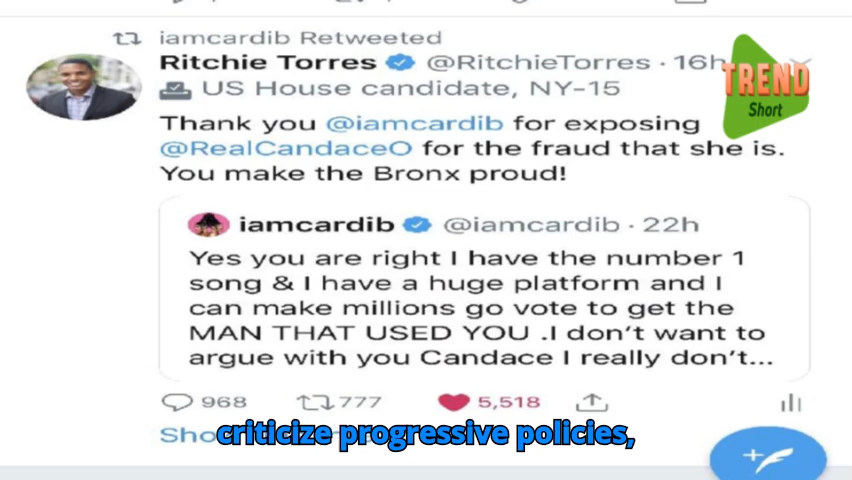 iamcardib Retweeted
Ritchie Torres @RitchieTorres · 16h
US House candidate, NY-15
TREND
Short
Thank you @iamcardib for exposing
@RealCandaceO for the fraud that she is.
You make the Bronx proud!
iamcardib @iamcardib · 22h
Yes you are right I have the number 1
song & I have a huge platform and I
can make millions go vote to get the
MAN THAT USED YOU .I don't want to
argue with you Candace I really don't...
968 777 5,518
Sho
criticize progressive policies,